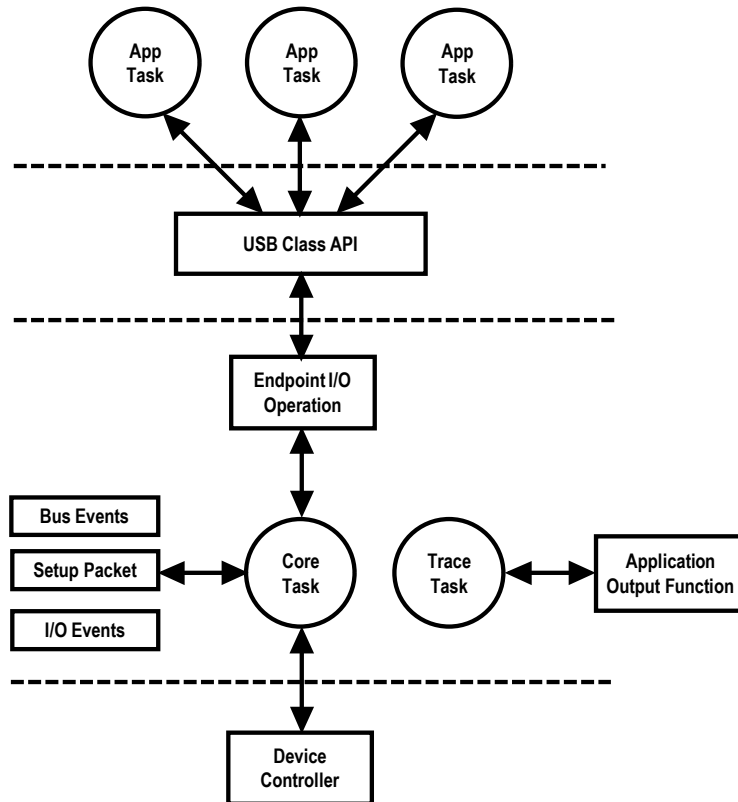 App
Task
App
Task
App
Task
USB Class API
Endpoint I/O
Operation
Bus Events
Setup Packet
I/O Events
Core
Task
Trace
Task
Application
Output Function
Device
Controller